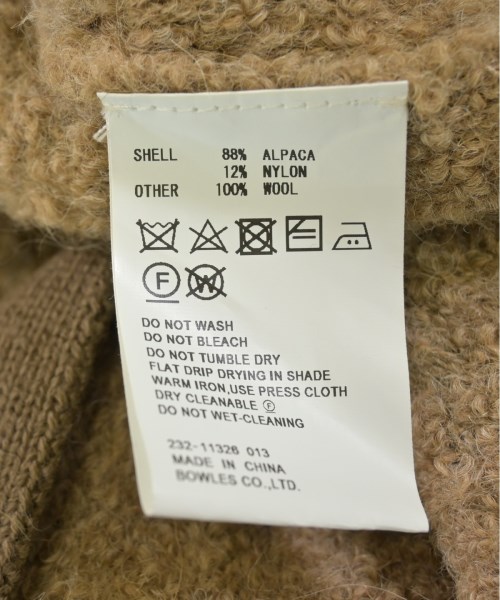 SHELL 88% ALPACA
12% NYLON
OTHER 100% WOOL
F W
DO NOT WASH
DO NOT BLEACH
DO NOT TUMBLE DRY
FLAT DRIP DRYING IN SHADE
WARM IRON,USE PRESS CLOTH
DRY CLEANABLE Ⓕ
DO NOT WET-CLEANING
232-11326 013
MADE IN CHINA
BOWLES CO.,LTD.